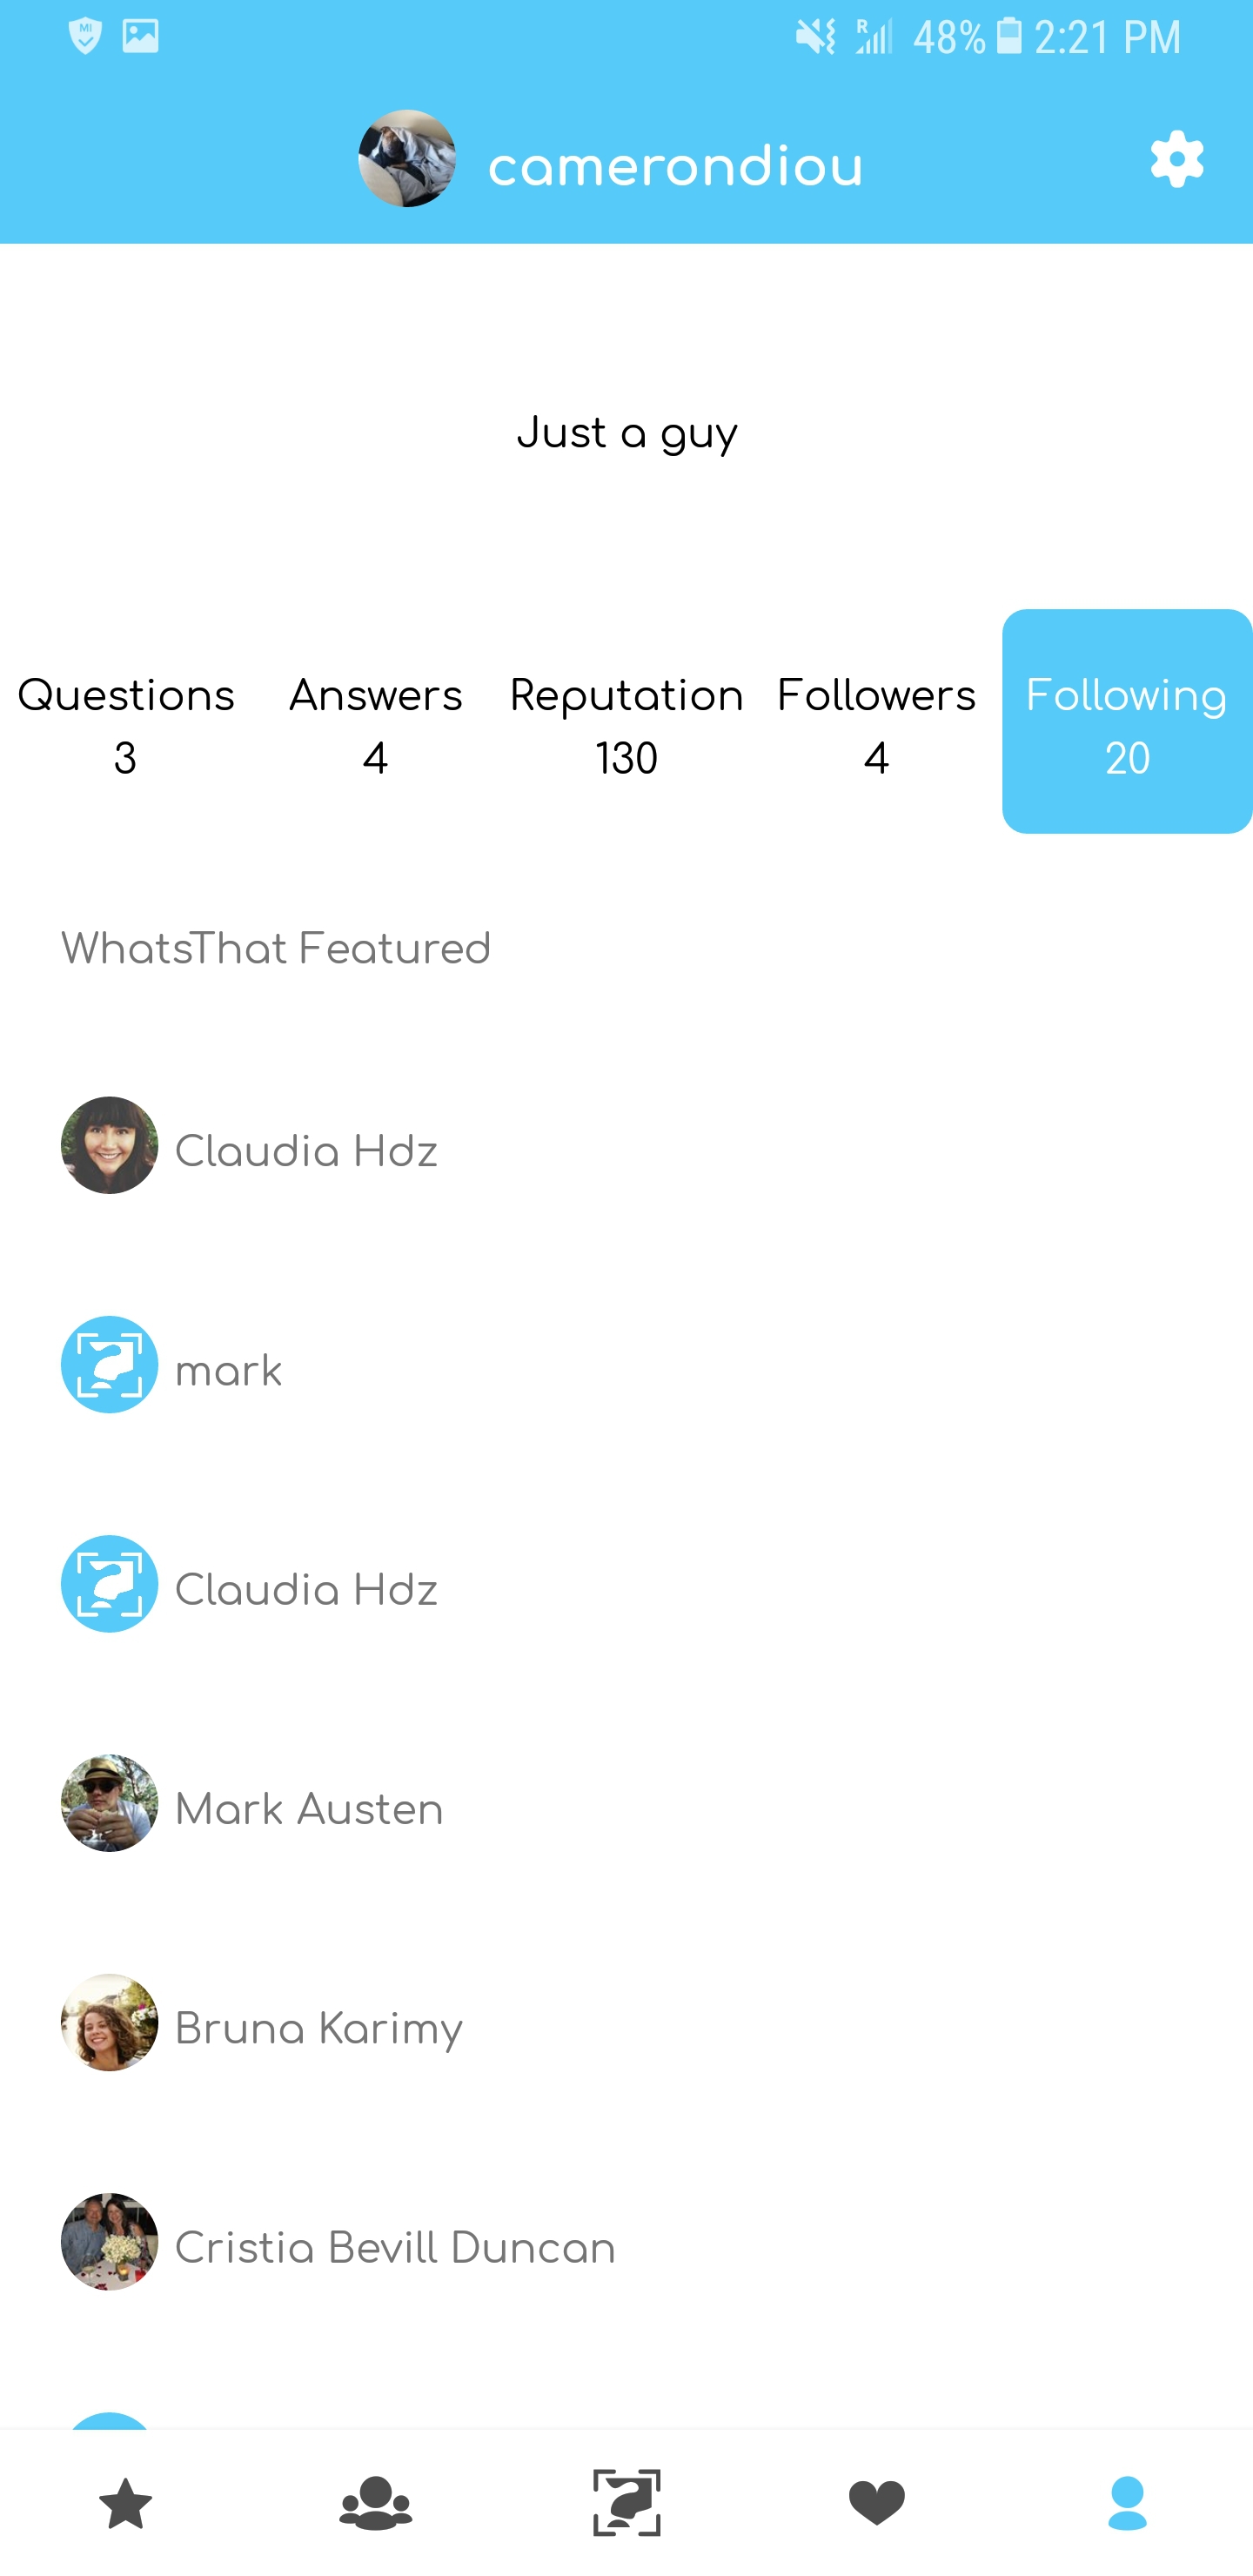 48% 2:21 PM
camerondiou
Just a guy
Questions Answers Reputation Followers Following
3 4 130 4 20
WhatsThat Featured
Claudia Hdz
mark
Claudia Hdz
Mark Austen
Bruna Karimy
Cristia Bevill Duncan